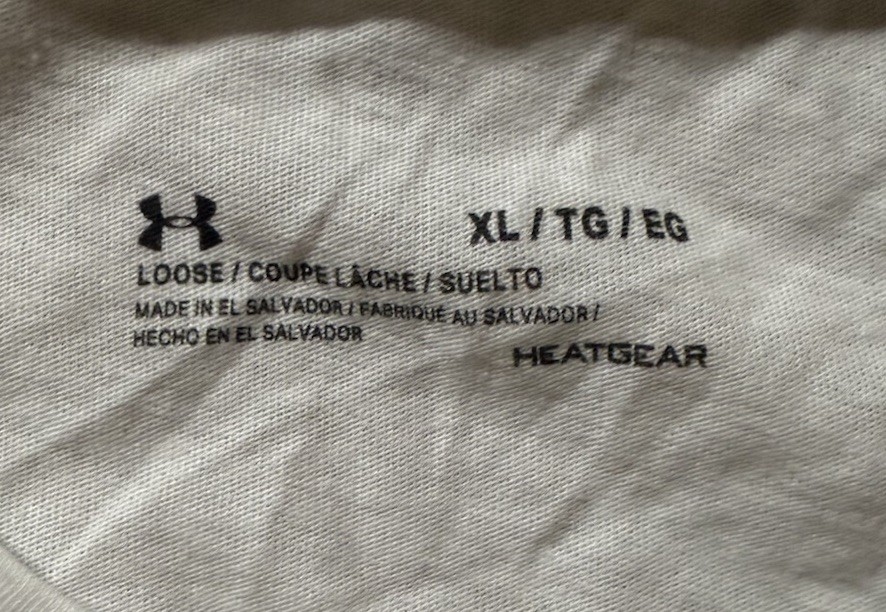 XL / TG / EG
LOOSE / COUPE LÂCHE / SUELTO
MADE IN EL SALVADOR / FABRIQUÉ AU SALVADOR /
HECHO EN EL SALVADOR
HEATGEAR